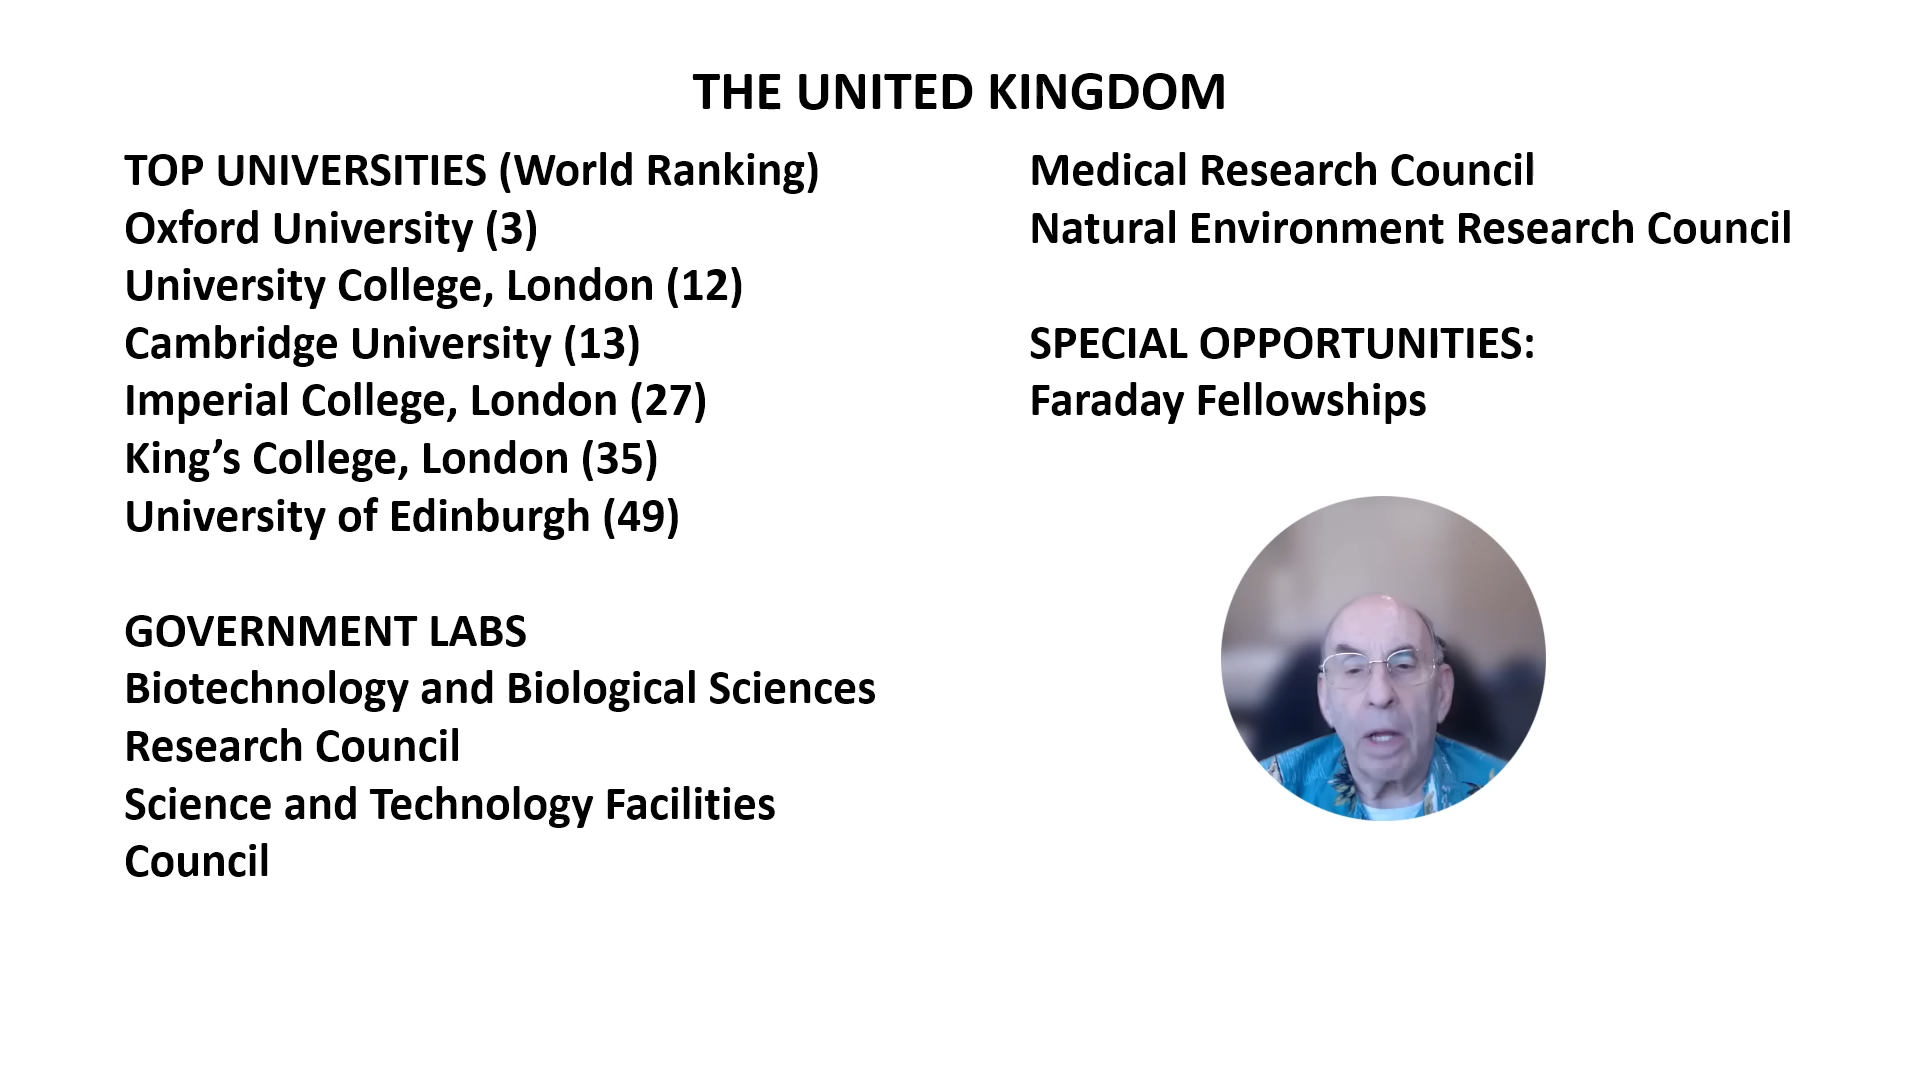 THE UNITED KINGDOM
TOP UNIVERSITIES (World Ranking)
Oxford University (3)
University College, London (12)
Cambridge University (13)
Imperial College, London (27)
King’s College, London (35)
University of Edinburgh (49)
GOVERNMENT LABS
Biotechnology and Biological Sciences
Research Council
Science and Technology Facilities
Council
Medical Research Council
Natural Environment Research Council
SPECIAL OPPORTUNITIES:
Faraday Fellowships